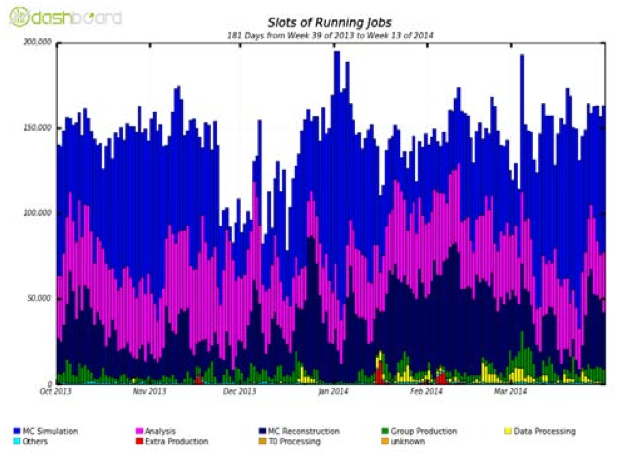 dashboard
Slots of Running Jobs
181 Days from Week 39 of 2013 to Week 13 of 2014
200,000
150,000
100,000
50,000
0
Oct 2013 Nov 2013 Dec 2013 Jan 2014 Feb 2014 Mar 2014
MC Simulation Analysis MC Reconstruction Group Production Data Processing
Others Extra Production T0 Processing unknown